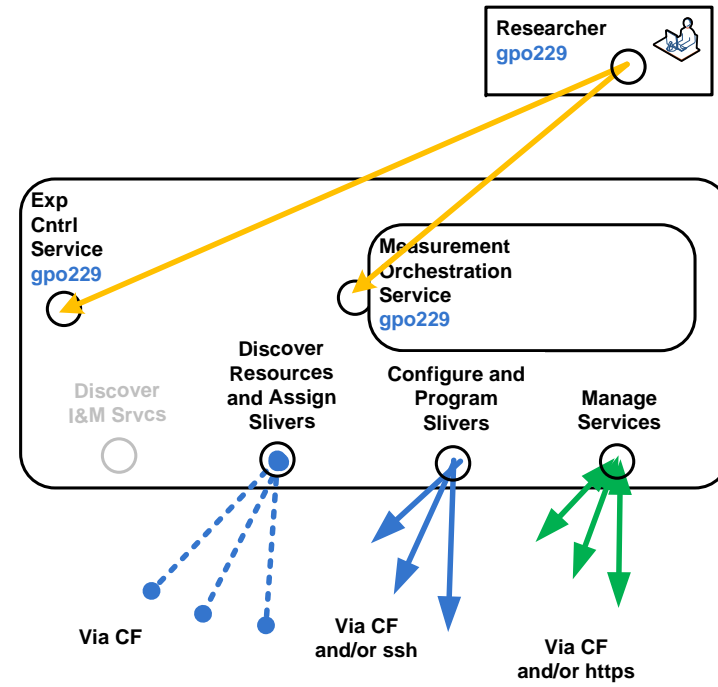 Researcher
gpo229
Exp
Cntrl
Service
gpo229
Measurement
Orchestration
Service
gpo229
Discover
I&M Srvcs
Discover
Resources
and Assign
Slivers
Configure and
Program
Slivers
Manage
Services
Via CF
Via CF
and/or ssh
Via CF
and/or https